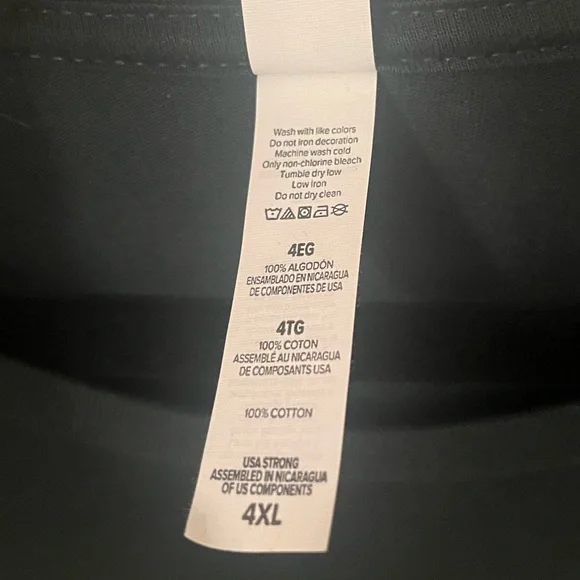 Wash with like colors
Do not iron decoration
Machine wash cold
Only non-chlorine bleach
Tumble dry low
Low iron
Do not dry clean
4EG
100% ALGODÓN
ENSAMBLADO EN NICARAGUA
DE COMPONENTES DE USA
4TG
100% COTON
ASSEMBLÉ AU NICARAGUA
DE COMPOSANTS USA
100% COTTON
USA STRONG
ASSEMBLED IN NICARAGUA
OF US COMPONENTS
4XL